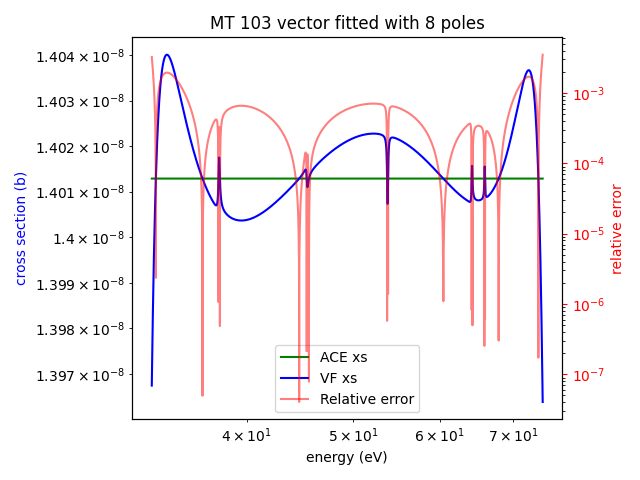 MT 103 vector fitted with 8 poles
1.404 × 10⁻⁸
1.403 × 10⁻⁸
1.402 × 10⁻⁸
1.401 × 10⁻⁸
1.4 × 10⁻⁸
1.399 × 10⁻⁸
1.398 × 10⁻⁸
1.397 × 10⁻⁸
cross section (b)
10⁻³
10⁻⁴
10⁻⁵
10⁻⁶
10⁻⁷
relative error
ACE xs
VF xs
Relative error
4 × 10¹ 5 × 10¹ 6 × 10¹ 7 × 10¹
energy (eV)